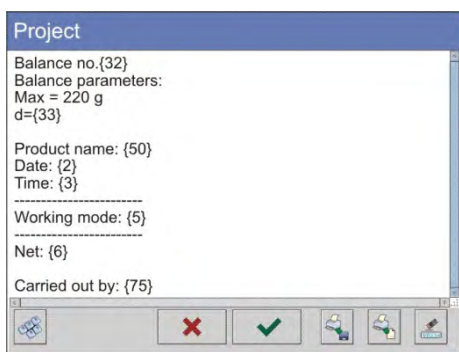 Project
Balance no.{32}
Balance parameters:
Max = 220 g
d={33}
Product name: {50}
Date: {2}
Time: {3}
-----------------------
Working mode: {5}
-----------------------
Net: {6}
Carried out by: {75}